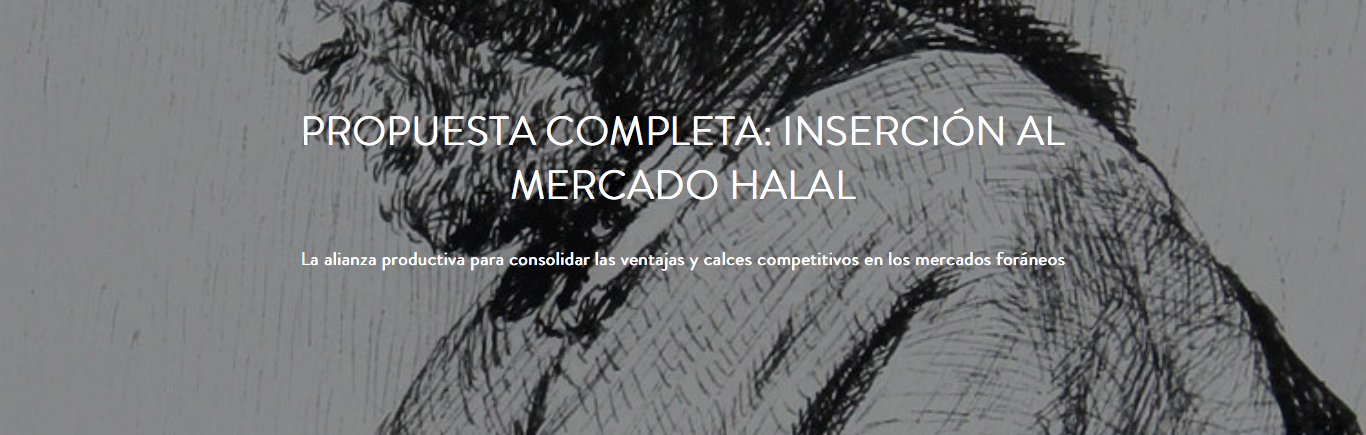 PROPUESTA COMPLETA: INSERCIÓN AL
MERCADO HALAL
La alianza productiva para consolidar las ventajas y calces competitivos en los mercados foráneos